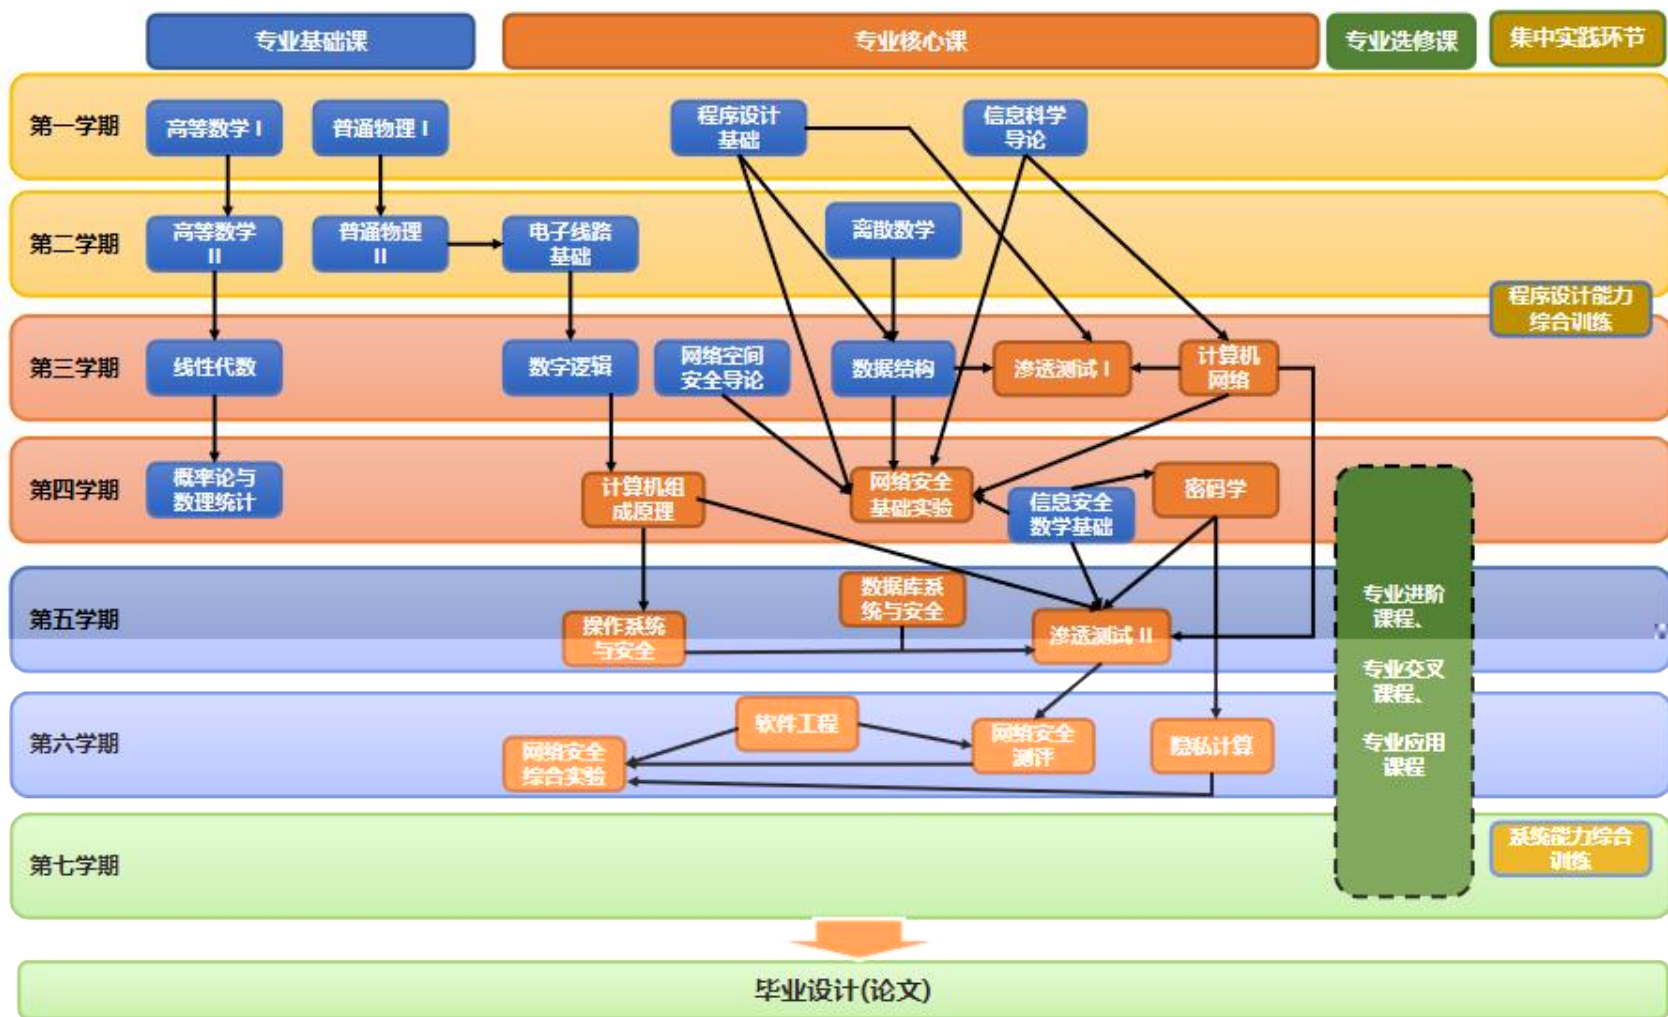 专业基础课
专业核心课
专业选修课
集中实践环节
第一学期
高等数学 I
普通物理 I
程序设计
基础
信息科学
导论
第二学期
高等数学
II
普通物理
II
电子线路
基础
离散数学
程序设计能力
综合训练
第三学期
线性代数
数字逻辑
网络空间
安全导论
数据结构
渗透测试 I
计算机
网络
第四学期
概率论与
数理统计
计算机组
成原理
网络安全
基础实验
信息安全
数学基础
密码学
第五学期
操作系统
与安全
数据库系
统与安全
渗透测试 II
专业进阶
课程、
专业交叉
课程、
专业应用
课程
第六学期
网络安全
综合实验
软件工程
网络安全
测评
隐私计算
第七学期
系统能力综合
训练
毕业设计(论文)